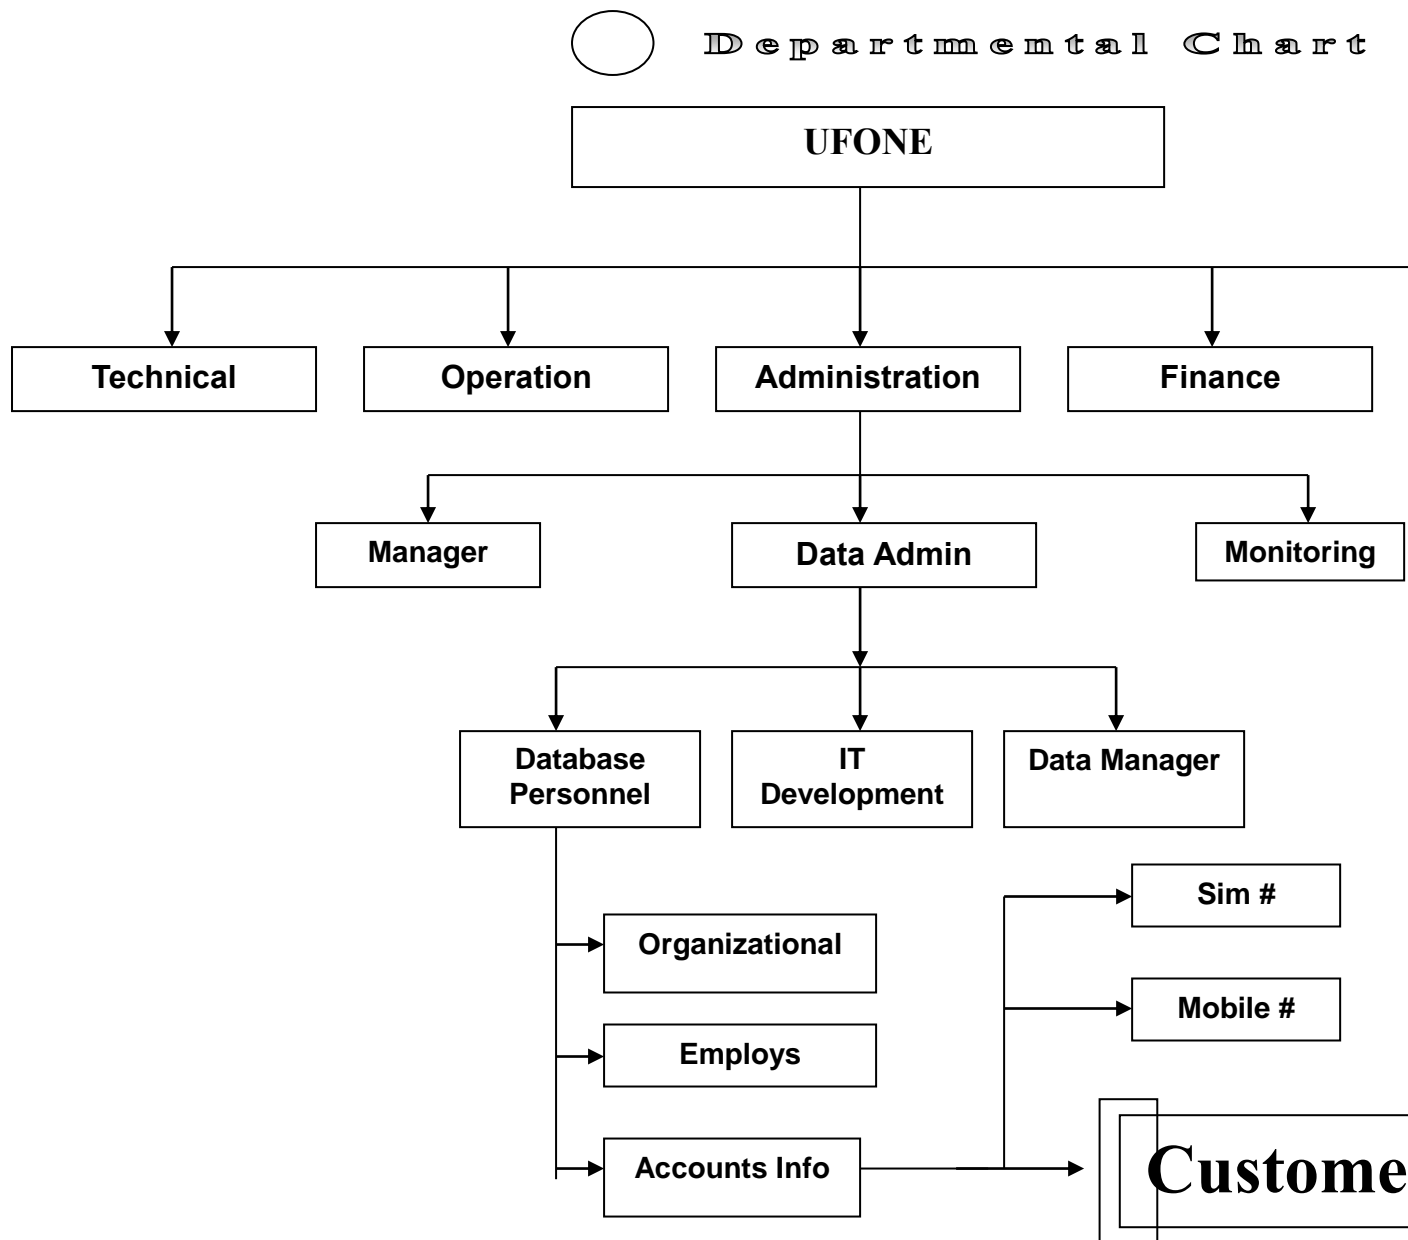 Departmental Chart
UFONE
Technical
Operation
Administration
Finance
Manager
Data Admin
Monitoring
Database
Personnel
IT
Development
Data Manager
Sim #
Organizational
Mobile #
Employs
Accounts Info
Custome